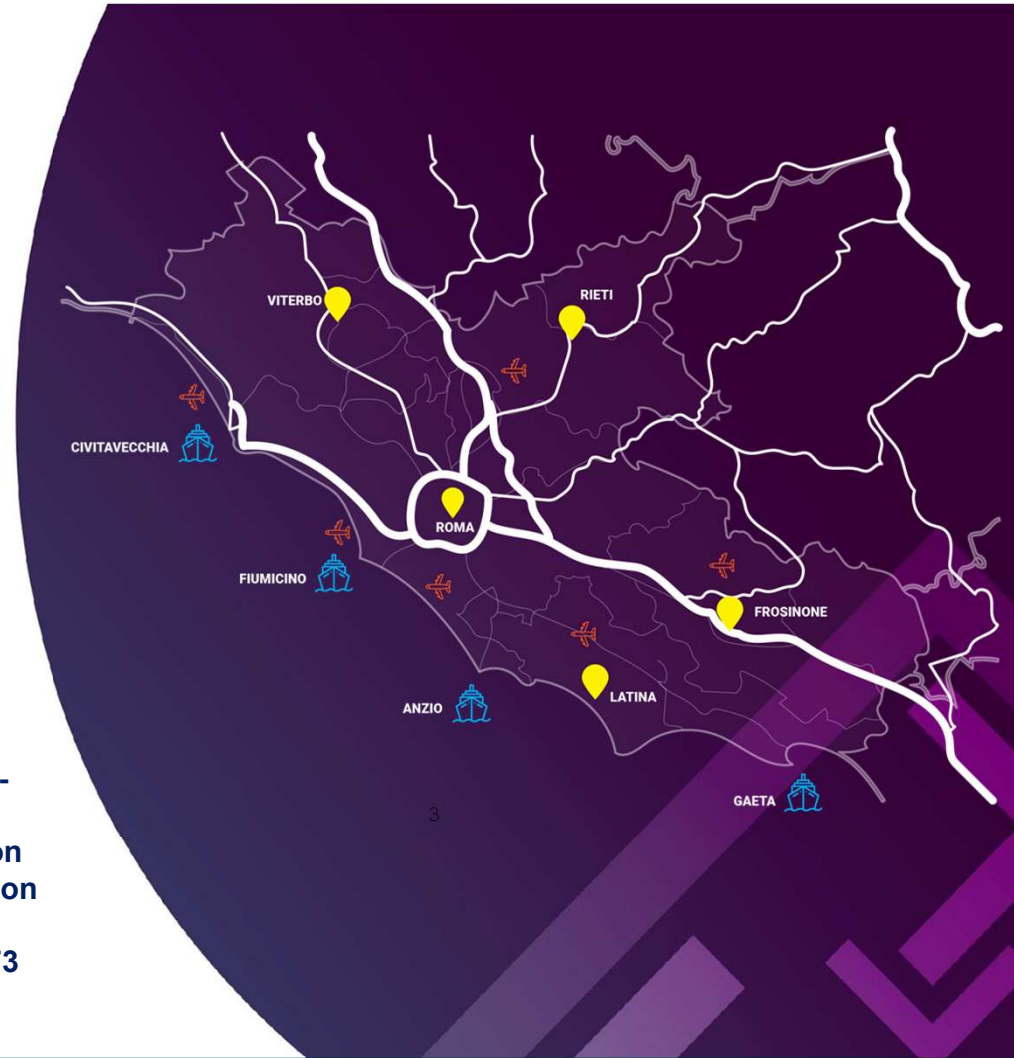 VITERBO
RIETI
CIVITAVECCHIA
ROMA
FIUMICINO
FROSINONE
LATINA
ANZIO
GAETA
3
-
on
on
73